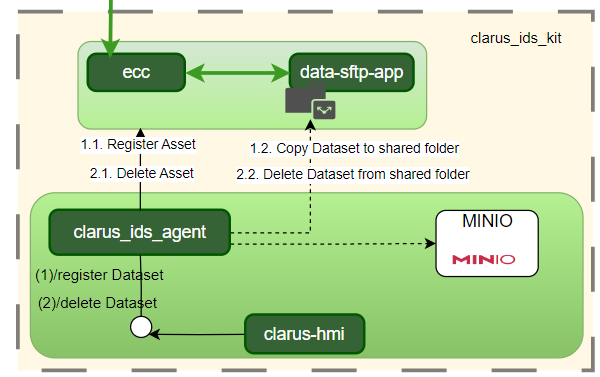 clarus_ids_kit
ecc
data-sftp-app
1.1. Register Asset
1.2. Copy Dataset to shared folder
2.1. Delete Asset
2.2. Delete Dataset from shared folder
clarus_ids_agent
MINIO
MINIO
(1)/register Dataset
(2)/delete Dataset
clarus-hmi